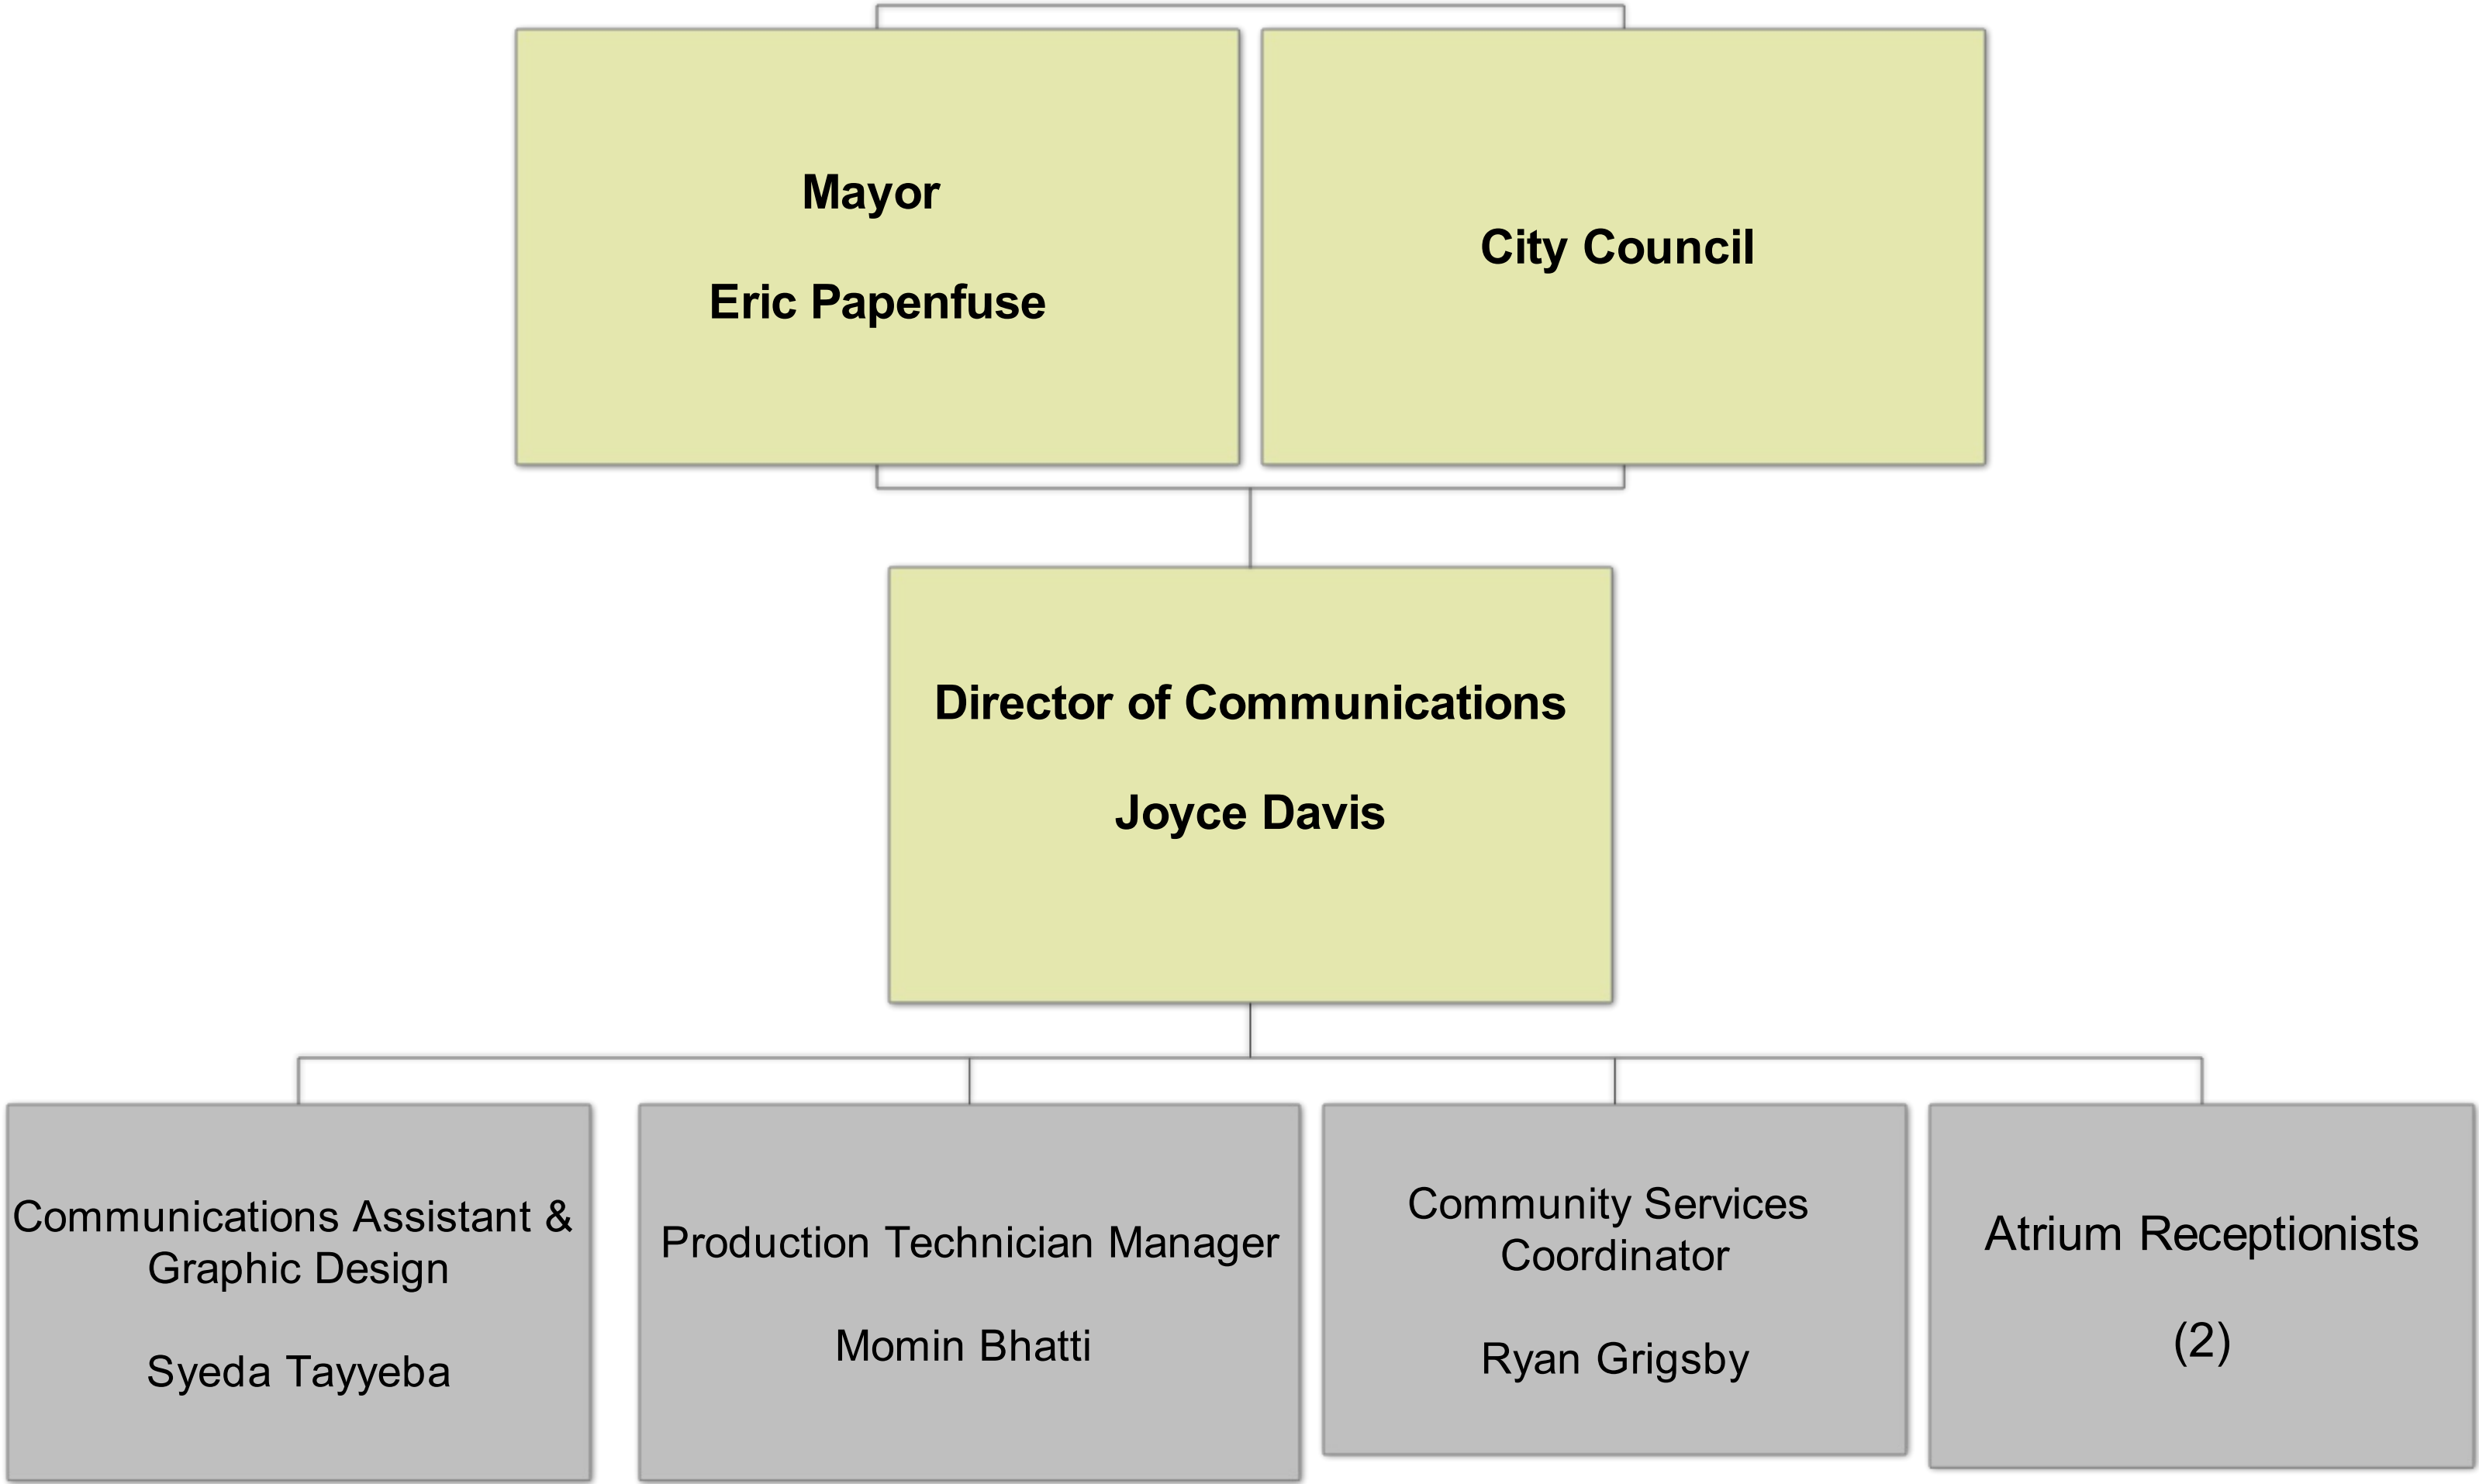 Mayor
Eric Papenfuse
City Council
Director of Communications
Joyce Davis
Communications Assistant &
Graphic Design
Syeda Tayyeba
Production Technician Manager
Momin Bhatti
Community Services
Coordinator
Ryan Grigsby
Atrium Receptionists
(2)